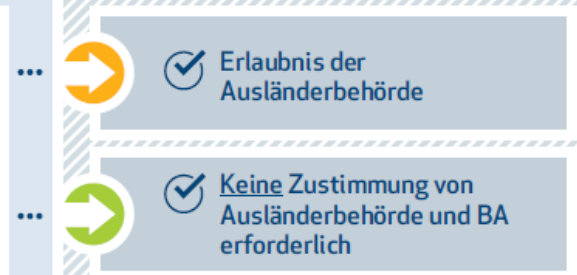 ... Erlaubnis der
Ausländerbehörde
... Keine Zustimmung von
Ausländerbehörde und BA
erforderlich